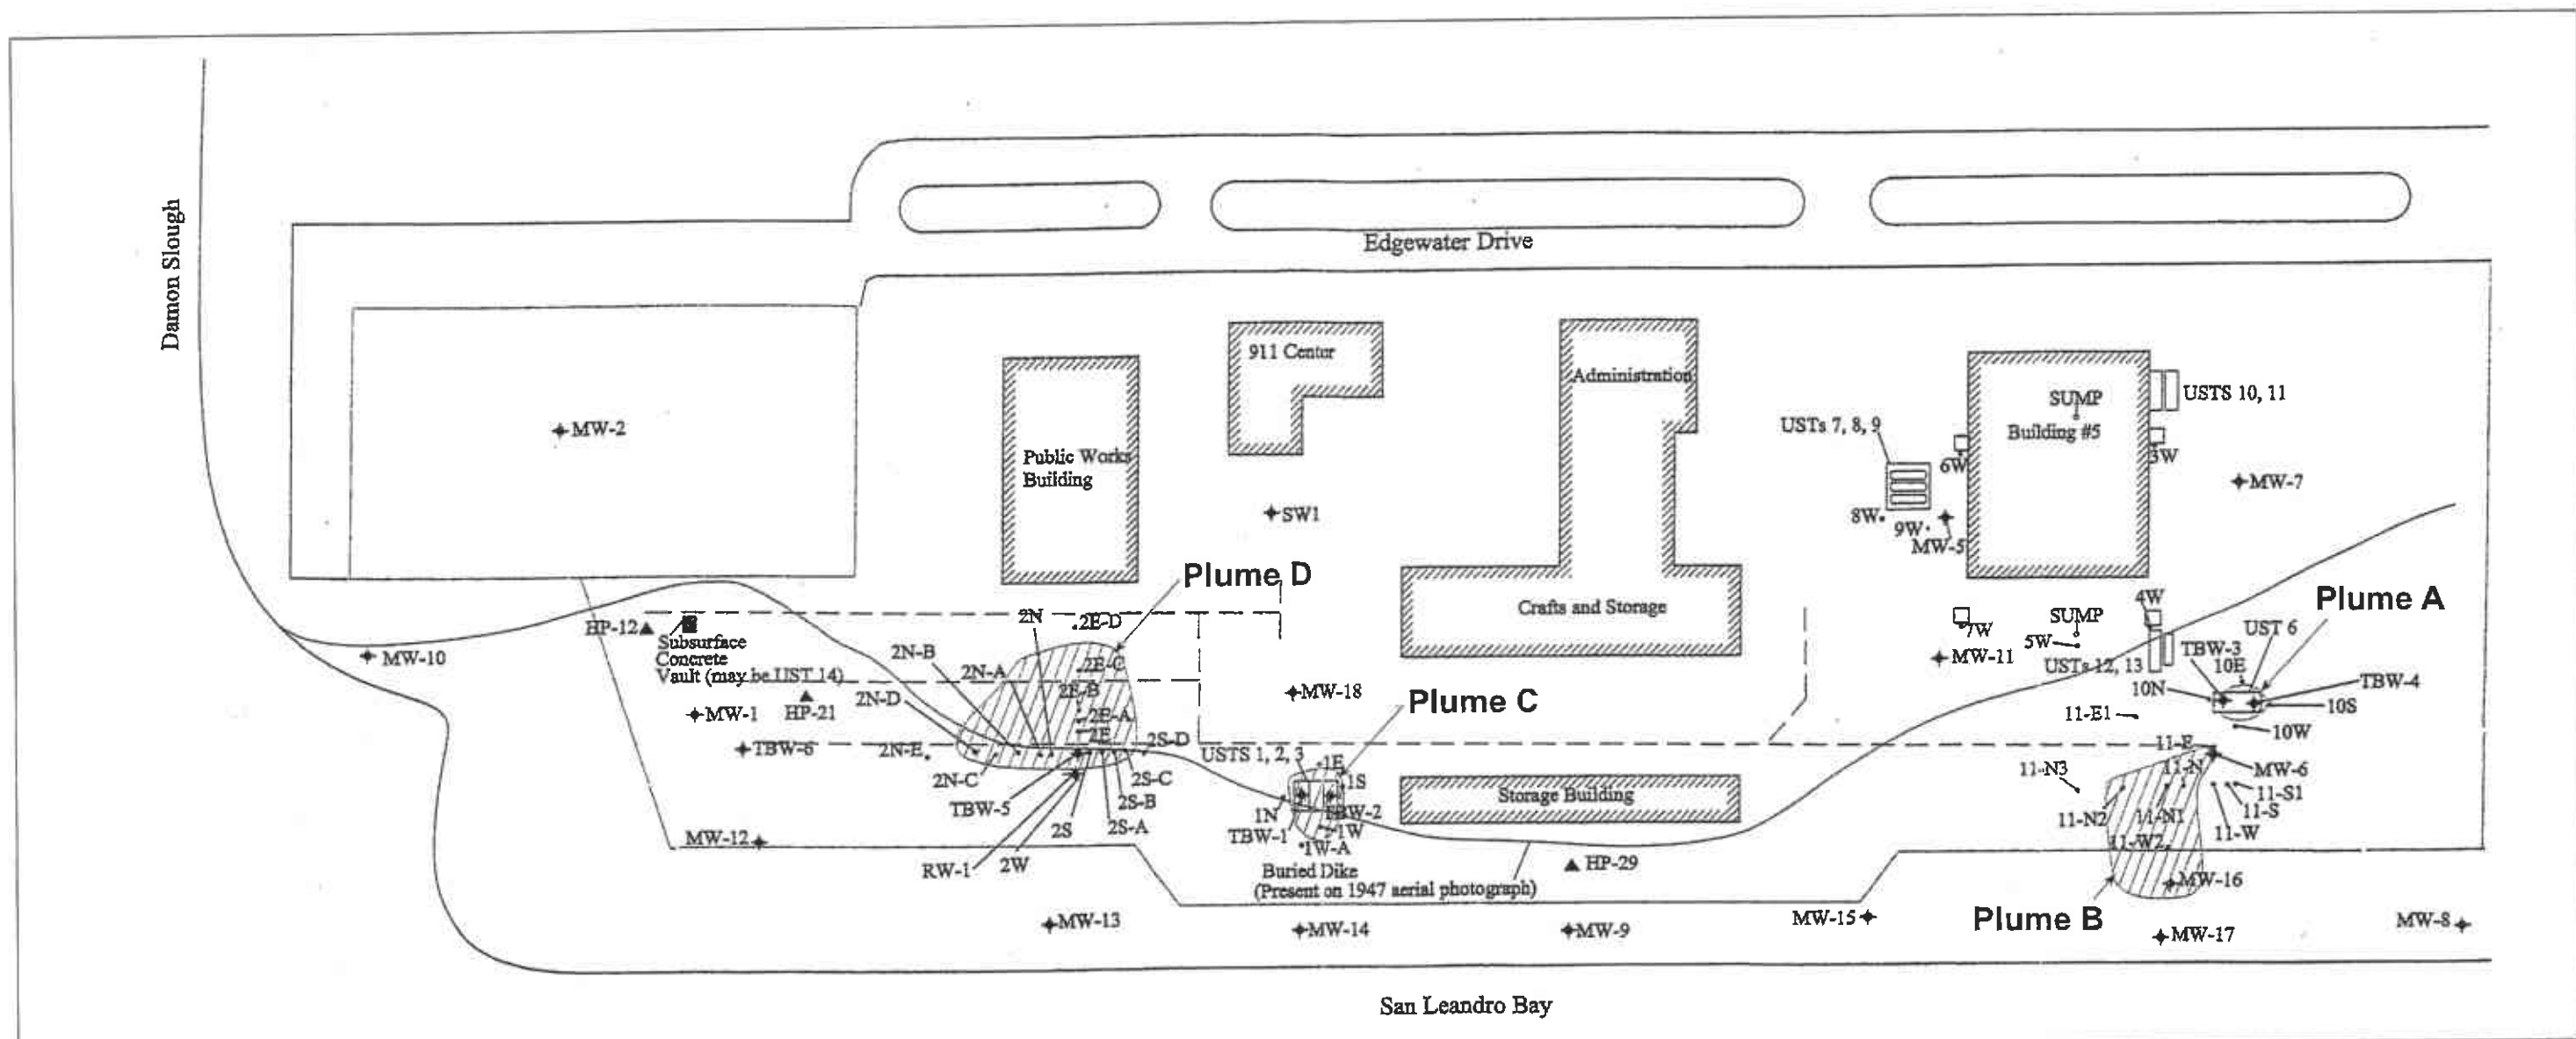 Damon Slough
Edgewater Drive
911 Center
Administration
SUMP
USTS 10, 11
Building #5
USTs 7, 8, 9
6W
3W
MW-2
Public Works
Building
MW-7
SW1
8W
9W
MW-5
Plume D
Plume A
4W
Crafts and Storage
2N
2E-D
HP-12
Subsurface
Concrete
Vault (may be UST 14)
7W
SUMP
5W
UST 6
TBW-3
10E
MW-10
2N-B
2E-C
MW-11
USTs 12, 13
2N-A
2E-B
MW-18
Plume C
10N
TBW-4
10S
2N-D
MW-1
HP-21
2E-A
11-E1
2E
2S-D
10W
TBW-6
2N-E
USTS 1, 2, 3
1E
11-E
2N-C
2S-C
1S
11-N3
11-N
MW-6
TBW-5
2S-B
Storage Building
11-S1
11-S
1N
TBW-2
11-N2
11-N1
2S
2S-A
TBW-1
1W
11-W
MW-12
1W-A
11-W2
RW-1
2W
Buried Dike
(Present on 1947 aerial photograph)
HP-29
MW-16
MW-13
MW-14
MW-9
MW-15
Plume B
MW-17
MW-8
San Leandro Bay